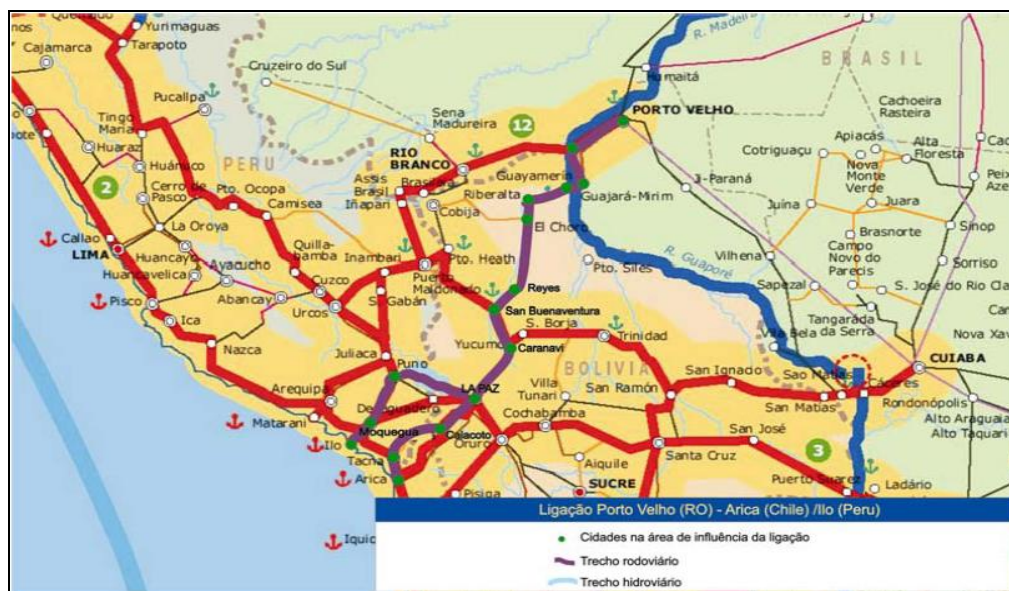 Yurimaguas
Tarapoto
Cajamarca
Cruzeiro do Sul
R. Madeira
BRASIL
Humaitá
Pucallpa
Sena
Madureira
PORTO VELHO
Cachoeira
Rasteira
Tingo
Maria
12
Apiacás
Alta
Floresta
Huaraz
Huánuco
PERU
RIO
BRANCO
Cotriguaçu
Nova
Monte
Verde
2
Cerro de
Pasco
Pto. Ocopa
Assis
Brasil
Brasiléia
Guayamerin
Riberalta
Guajará-Mirim
Ji-Paraná
Juína
Juara
Iñapari
Cobija
Camisea
La Oroya
El Choro
Brasnorte
Sinop
Callao
LIMA
Huancayo
Huancavelica
Ayacucho
Quilla-
bamba
Inambari
Pto. Heath
Puerto
Maldonado
R. Guaporé
Pto. Siles
Vilhena
Campo
Novo do
Parecis
Sorriso
Pisco
Abancay
Cuzco
Urcos
S. Gabán
Reyes
Sapezal
S. José do Rio Cla
Ica
San Buenaventura
Tangarada
da Serra
Nova Xav
Nazca
Juliaca
Yucumo
S. Borja
Caranavi
Trinidad
Vila Bela
CUIABA
Puno
BOLIVIA
San Ignacio
Sao Matias
Cáceres
Arequipa
LA PAZ
Villa
Tunari
San Ramón
San Matías
Rondonópolis
Matarani
Desaguadero
Cochabamba
Alto Araguaia
Alto Taquari
Ilo
Moquegua
Calacoto
Oruro
San José
3
Tacna
Santa Cruz
Arica
Aiquile
Puerto Suarez
Ladário
Pisiga
SUCRE
Iquic
Ligação Porto Velho (RO) - Arica (Chile) /Ilo (Peru)
Cidades na área de influência da ligação
Trecho rodoviário
Trecho hidroviário